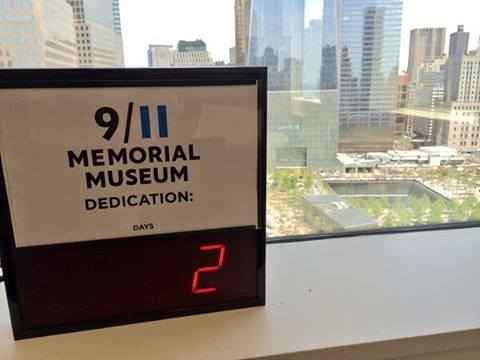 9/11
MEMORIAL
MUSEUM
DEDICATION:
DAYS
2